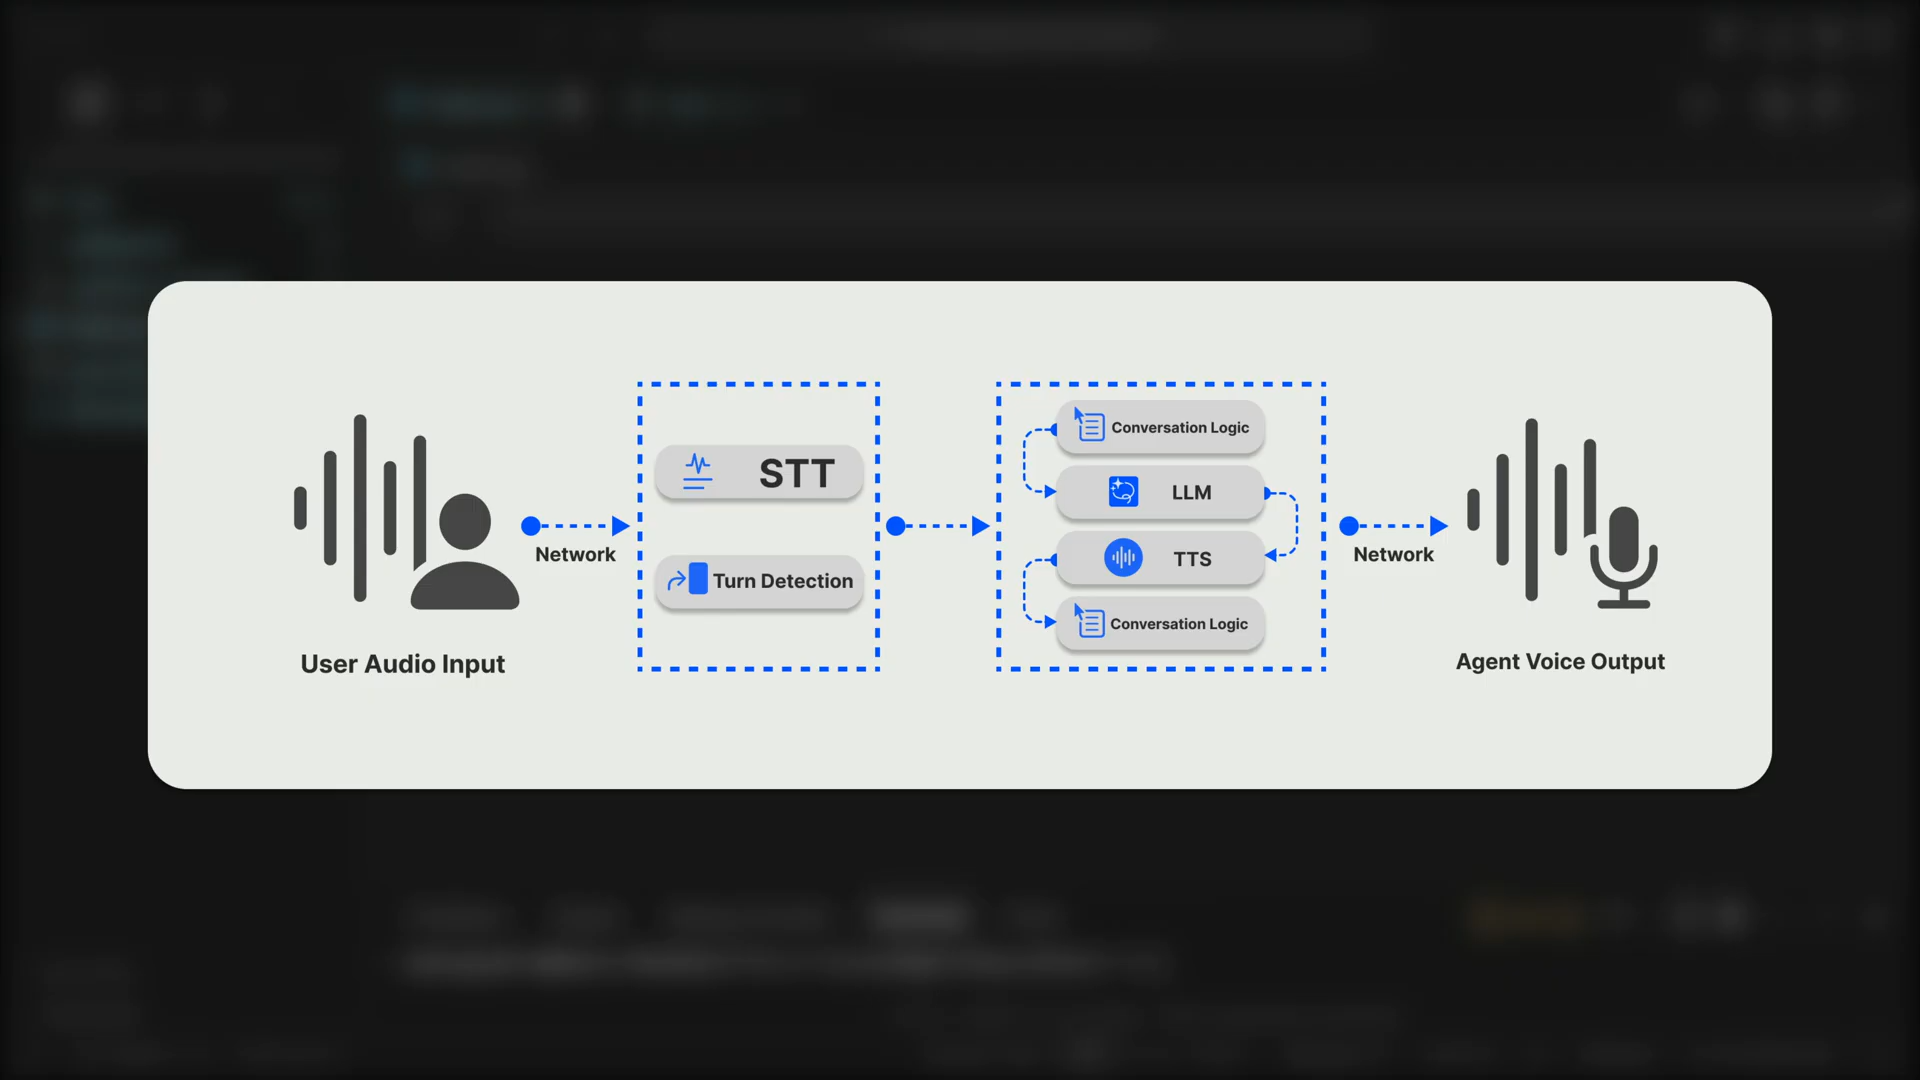 User Audio Input
Network
STT
Turn Detection
Conversation Logic
LLM
TTS
Conversation Logic
Network
Agent Voice Output